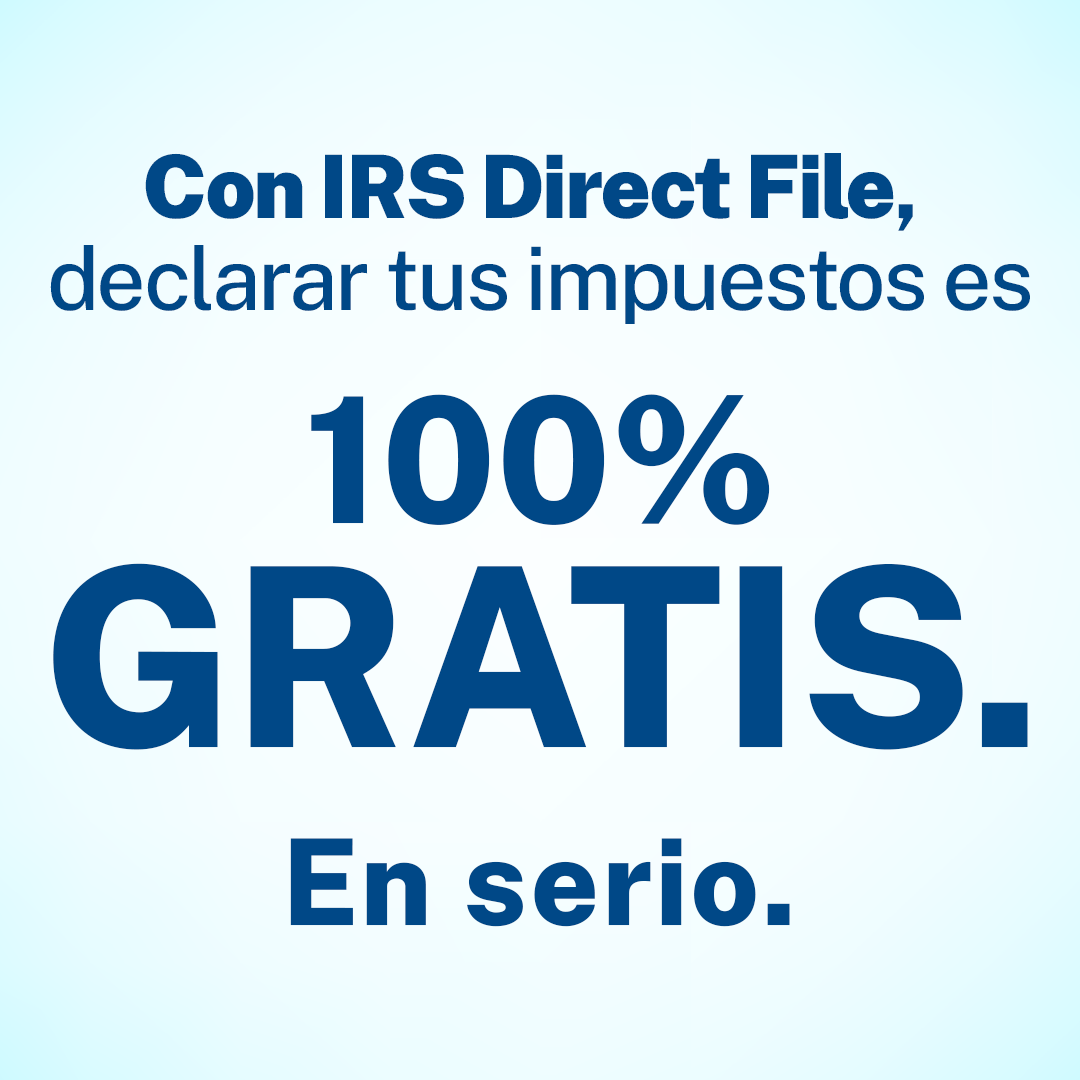 Con IRS Direct File,
declarar tus impuestos es
100%
GRATIS.
En serio.